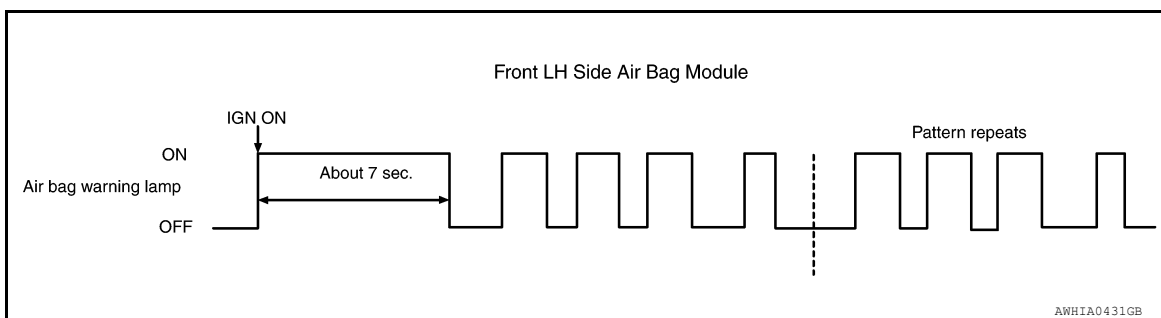 Front LH Side Air Bag Module
IGN ON
Pattern repeats
ON
About 7 sec.
Air bag warning lamp
OFF
AWHIA0431GB